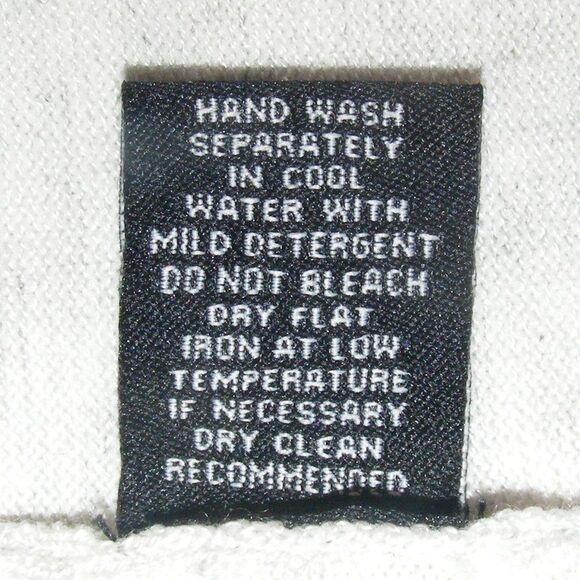 HAND WASH
SEPARATELY
IN COOL
WATER WITH
MILD DETERGENT
DO NOT BLEACH
DRY FLAT
IRON AT LOW
TEMPERATURE
IF NECESSARY
DRY CLEAN
RECOMMENDED